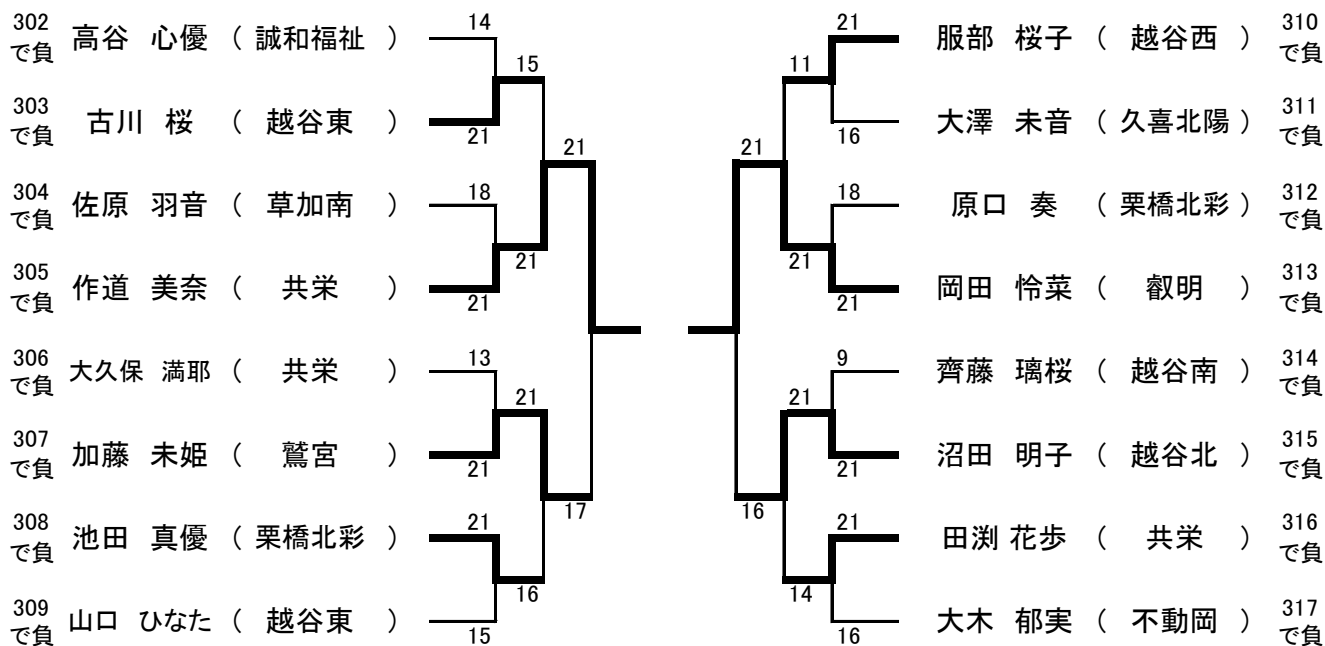 302 で負 高谷 心優 ( 誠和福祉 ) 14
15
303 で負 古川 桜 ( 越谷東 ) 21
21
304 で負 佐原 羽音 ( 草加南 ) 18
21
305 で負 作道 美奈 ( 共栄 ) 21
306 で負 大久保 満耶 ( 共栄 ) 13
21
307 で負 加藤 未姫 ( 鷲宮 ) 21
17
308 で負 池田 真優 ( 栗橋北彩 ) 21
16
309 で負 山口 ひなた ( 越谷東 ) 15
21 服部 桜子 ( 越谷西 ) 310 で負
11
16 大澤 未音 ( 久喜北陽 ) 311 で負
21
18 原口 奏 ( 栗橋北彩 ) 312 で負
21
21 岡田 怜菜 ( 叡明 ) 313 で負
9 齊藤 璃桜 ( 越谷南 ) 314 で負
21
21 沼田 明子 ( 越谷北 ) 315 で負
16
21 田渕 花歩 ( 共栄 ) 316 で負
14
16 大木 郁実 ( 不動岡 ) 317 で負